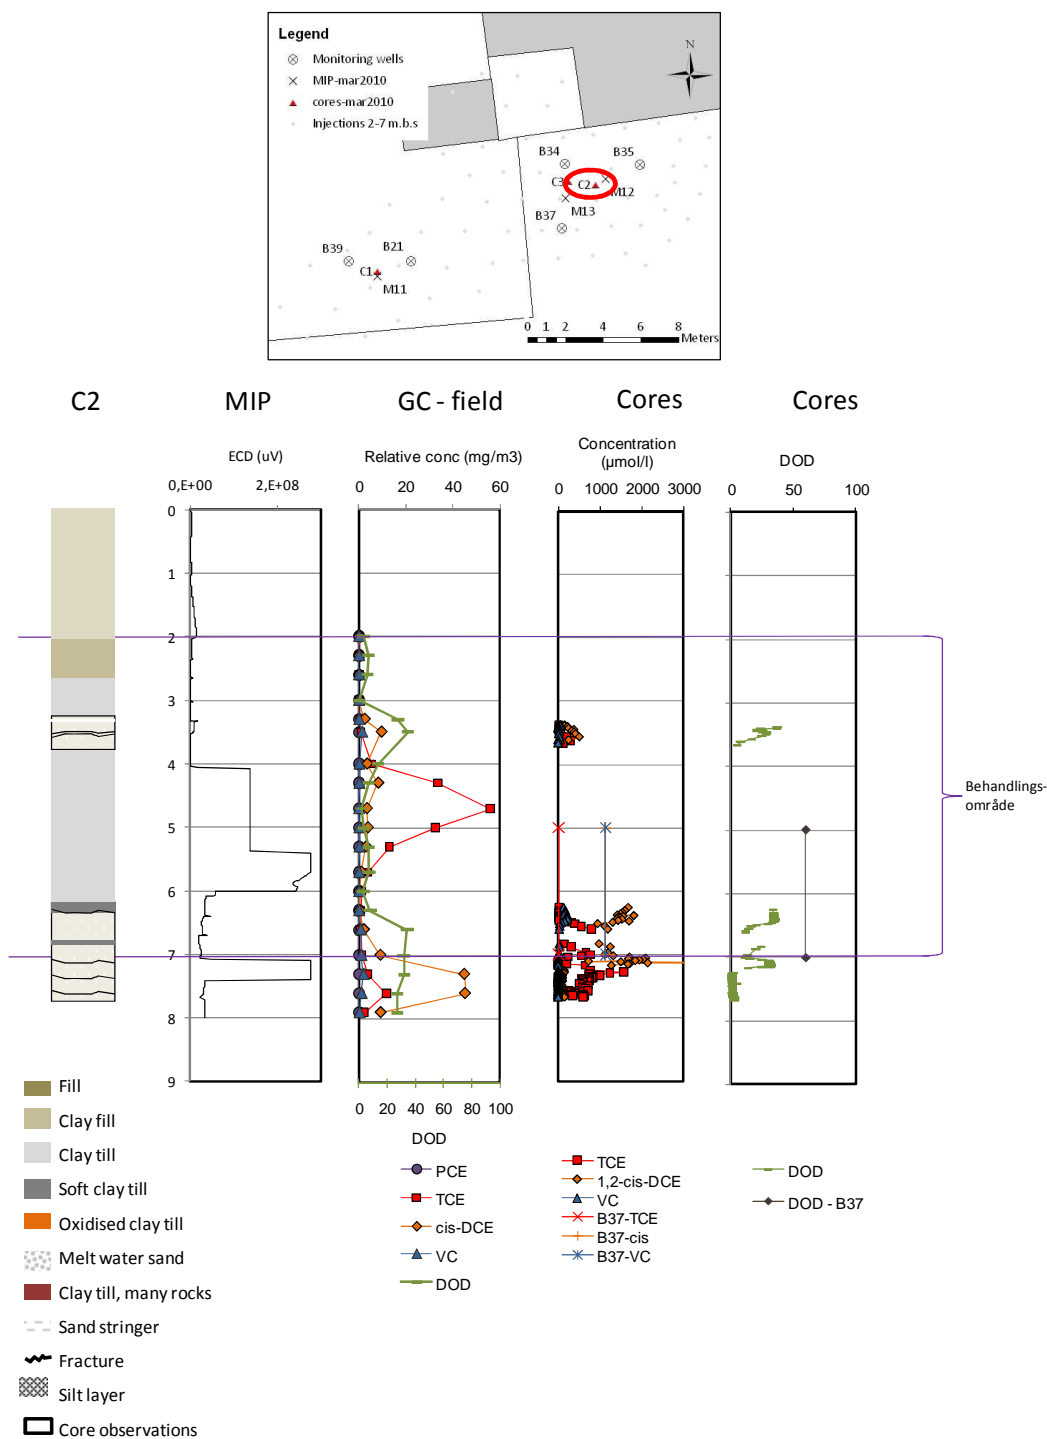 Legend
Monitoring wells
MIP-mar2010
cores-mar2010
Injections 2-7 m.b.s
N
B34
B35
C3
C2
M12
M13
B37
B39
B21
C1
M11
0 1 2 4 6 8
Meters
C2
MIP
GC - field
Cores
Cores
ECD (uV)
Relative conc (mg/m3)
Concentration
(µmol/l)
DOD
0,E+00 2,E+08
0 20 40 60
0 1000 2000 3000
0 50 100
0
1
2
3
4
5
6
7
8
9
Behandlings-
område
0 20 40 60 80 100
DOD
PCE
TCE
cis-DCE
VC
DOD
TCE
1,2-cis-DCE
VC
B37-TCE
B37-cis
B37-VC
DOD
DOD - B37
Fill
Clay fill
Clay till
Soft clay till
Oxidised clay till
Melt water sand
Clay till, many rocks
Sand stringer
Fracture
Silt layer
Core observations